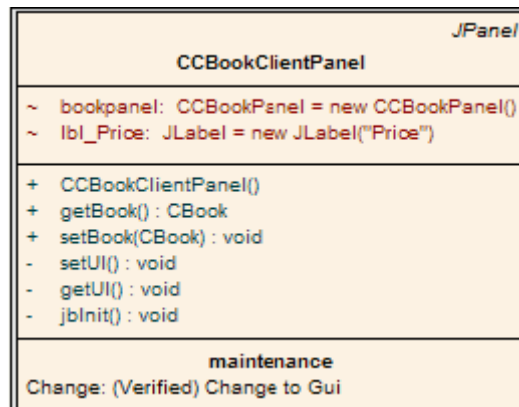 JPanel
CCBookClientPanel
~ bookpanel: CCBookPanel = new CCBookPanel()
~ lbl_Price: JLabel = new JLabel("Price")
+ CCBookClientPanel()
+ getBook() : CBook
+ setBook(CBook) : void
- setUI() : void
- getUI() : void
- jbInit() : void
maintenance
Change: (Verified) Change to Gui